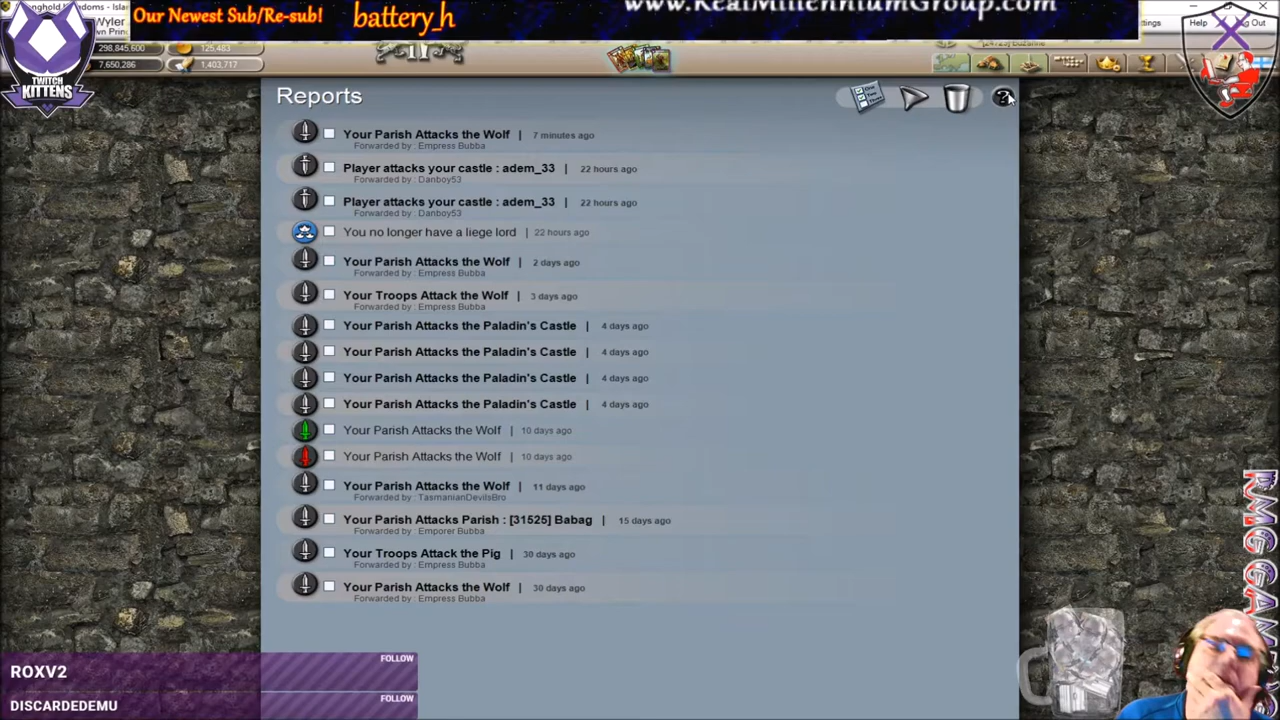 Our Newest Sub/Re-sub!
battery_h
www.RealMillenniumGroup.com
Wyler
Help
Out
298,845,600
125,483
7,650,286
1,403,717
TWITCH
KITTENS
Reports
Your Parish Attacks the Wolf | 7 minutes ago
Forwarded by : Empress Bubba
Player attacks your castle : adem_33 | 22 hours ago
Forwarded by : Danboy53
Player attacks your castle : adem_33 | 22 hours ago
Forwarded by : Danboy53
You no longer have a liege lord | 22 hours ago
Your Parish Attacks the Wolf | 2 days ago
Forwarded by : Empress Bubba
Your Troops Attack the Wolf | 3 days ago
Forwarded by : Empress Bubba
Your Parish Attacks the Paladin's Castle | 4 days ago
Your Parish Attacks the Paladin's Castle | 4 days ago
Your Parish Attacks the Paladin's Castle | 4 days ago
Your Parish Attacks the Paladin's Castle | 4 days ago
Your Parish Attacks the Wolf | 10 days ago
Your Parish Attacks the Wolf | 10 days ago
Your Parish Attacks the Wolf | 11 days ago
Forwarded by : TasmanianDevilsBro
Your Parish Attacks Parish : [31525] Babag | 15 days ago
Forwarded by : Emporer Bubba
Your Troops Attack the Pig | 30 days ago
Forwarded by : Empress Bubba
Your Parish Attacks the Wolf | 30 days ago
Forwarded by : Empress Bubba
RMG GAM
ROXV2
FOLLOW
DISCARDEDEMU
FOLLOW